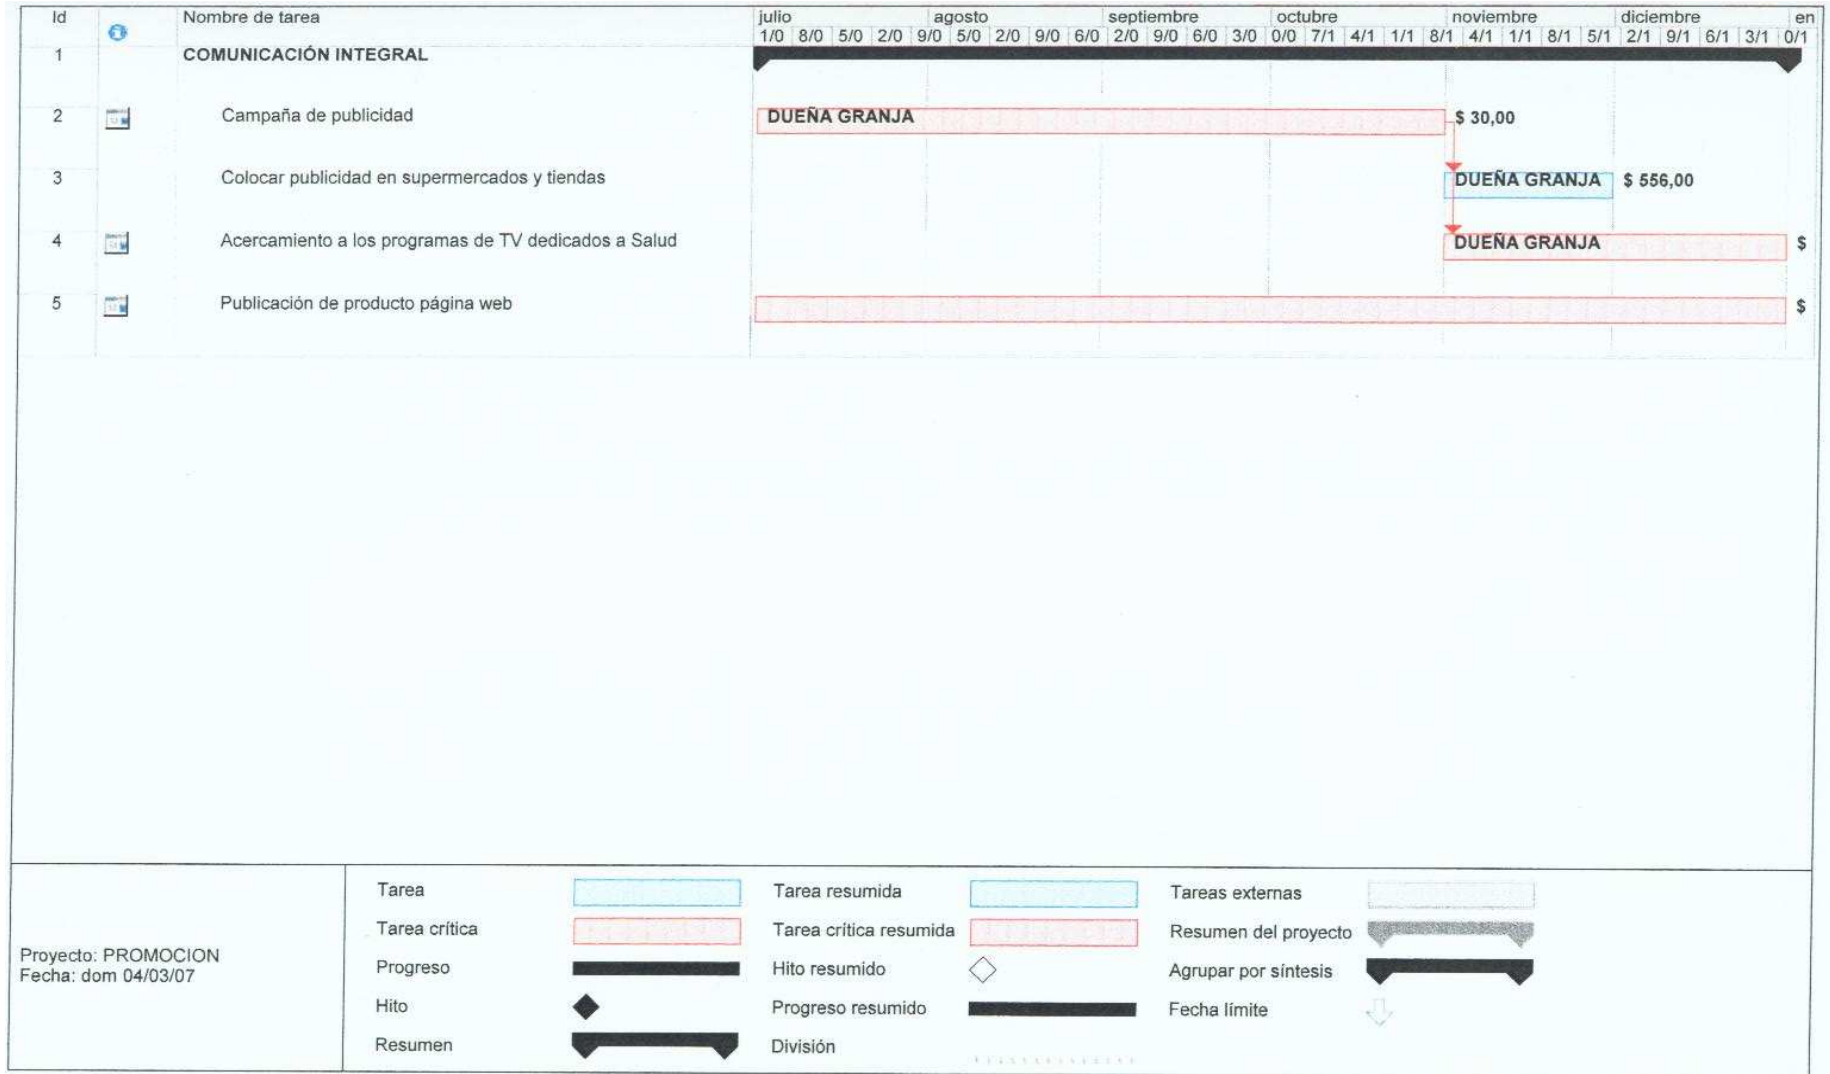 Id Nombre de tarea julio agosto septiembre octubre noviembre diciembre en
1/0 8/0 5/0 2/0 9/0 5/0 2/0 9/0 6/0 2/0 9/0 6/0 3/0 0/0 7/1 4/1 1/1 8/1 4/1 1/1 8/1 5/1 2/1 9/1 6/1 3/1 0/1
1 COMUNICACIÓN INTEGRAL
2 Campaña de publicidad DUEÑA GRANJA $ 30,00
3 Colocar publicidad en supermercados y tiendas DUEÑA GRANJA $ 556,00
4 Acercamiento a los programas de TV dedicados a Salud DUEÑA GRANJA $
5 Publicación de producto página web $
Proyecto: PROMOCION
Fecha: dom 04/03/07
Tarea Tarea resumida Tareas externas
Tarea crítica Tarea crítica resumida Resumen del proyecto
Progreso Hito resumido Agrupar por síntesis
Hito Progreso resumido Fecha límite
Resumen División